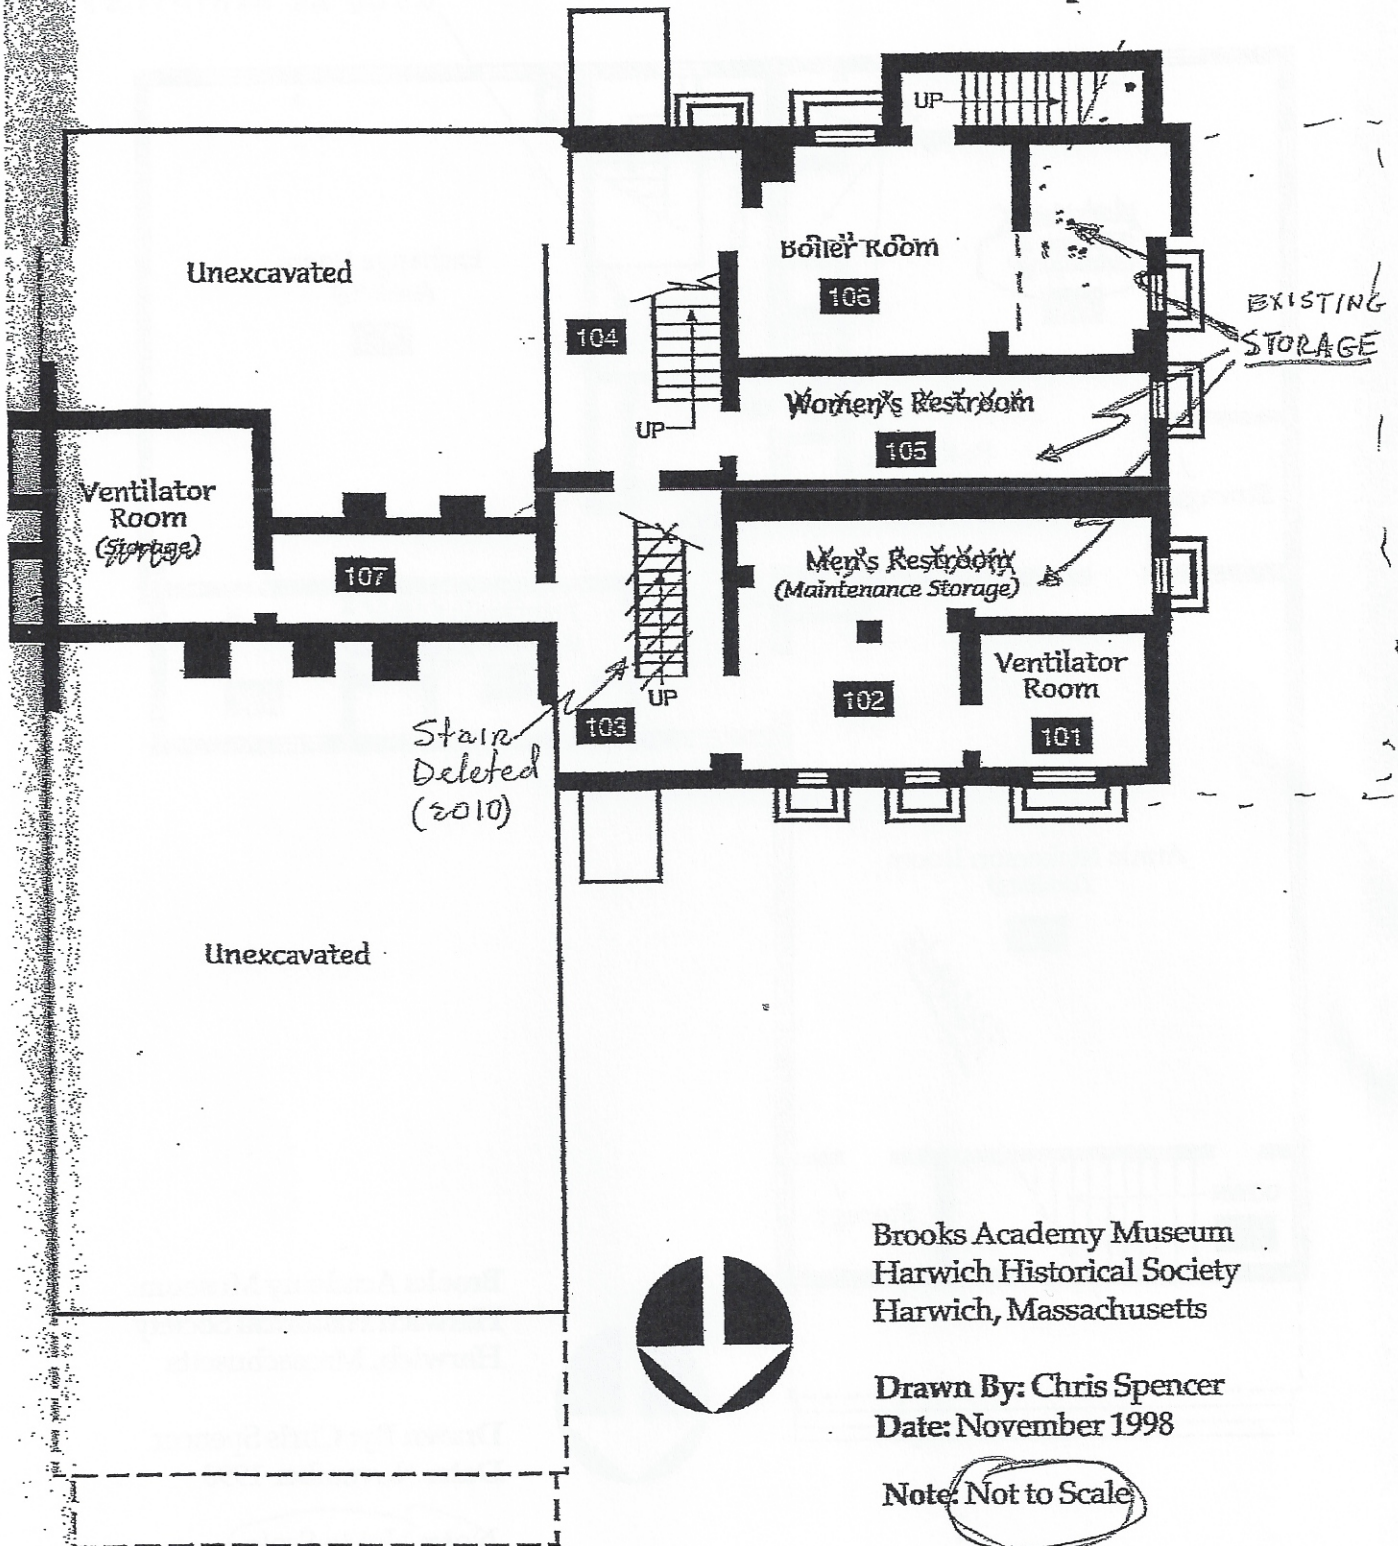 UP
Boiler Room
106
Unexcavated
EXISTING
STORAGE
104
UP
Women's Restroom
105
Ventilator
Room
(Storage)
107
Men's Restroom
(Maintenance Storage)
Ventilator
Room
101
102
UP
103
Stair
Deleted
(2010)
Unexcavated
Brooks Academy Museum
Harwich Historical Society
Harwich, Massachusetts
Drawn By: Chris Spencer
Date: November 1998
Note: Not to Scale